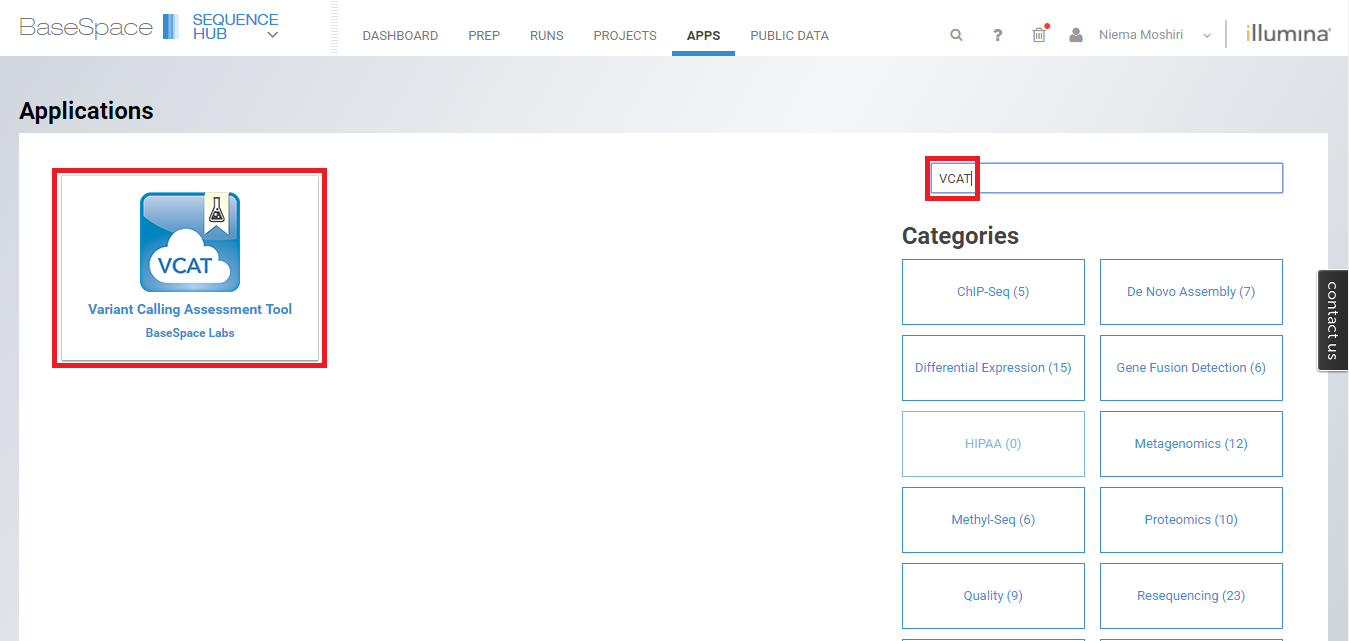 BaseSpace SEQUENCE HUB
DASHBOARD PREP RUNS PROJECTS APPS PUBLIC DATA
? Niema Moshiri illumina®
Applications
VCAT
VCAT
Variant Calling Assessment Tool
BaseSpace Labs
Categories
ChIP-Seq (5) De Novo Assembly (7)
Differential Expression (15) Gene Fusion Detection (6)
HIPAA (0) Metagenomics (12)
Methyl-Seq (6) Proteomics (10)
Quality (9) Resequencing (23)
contact us